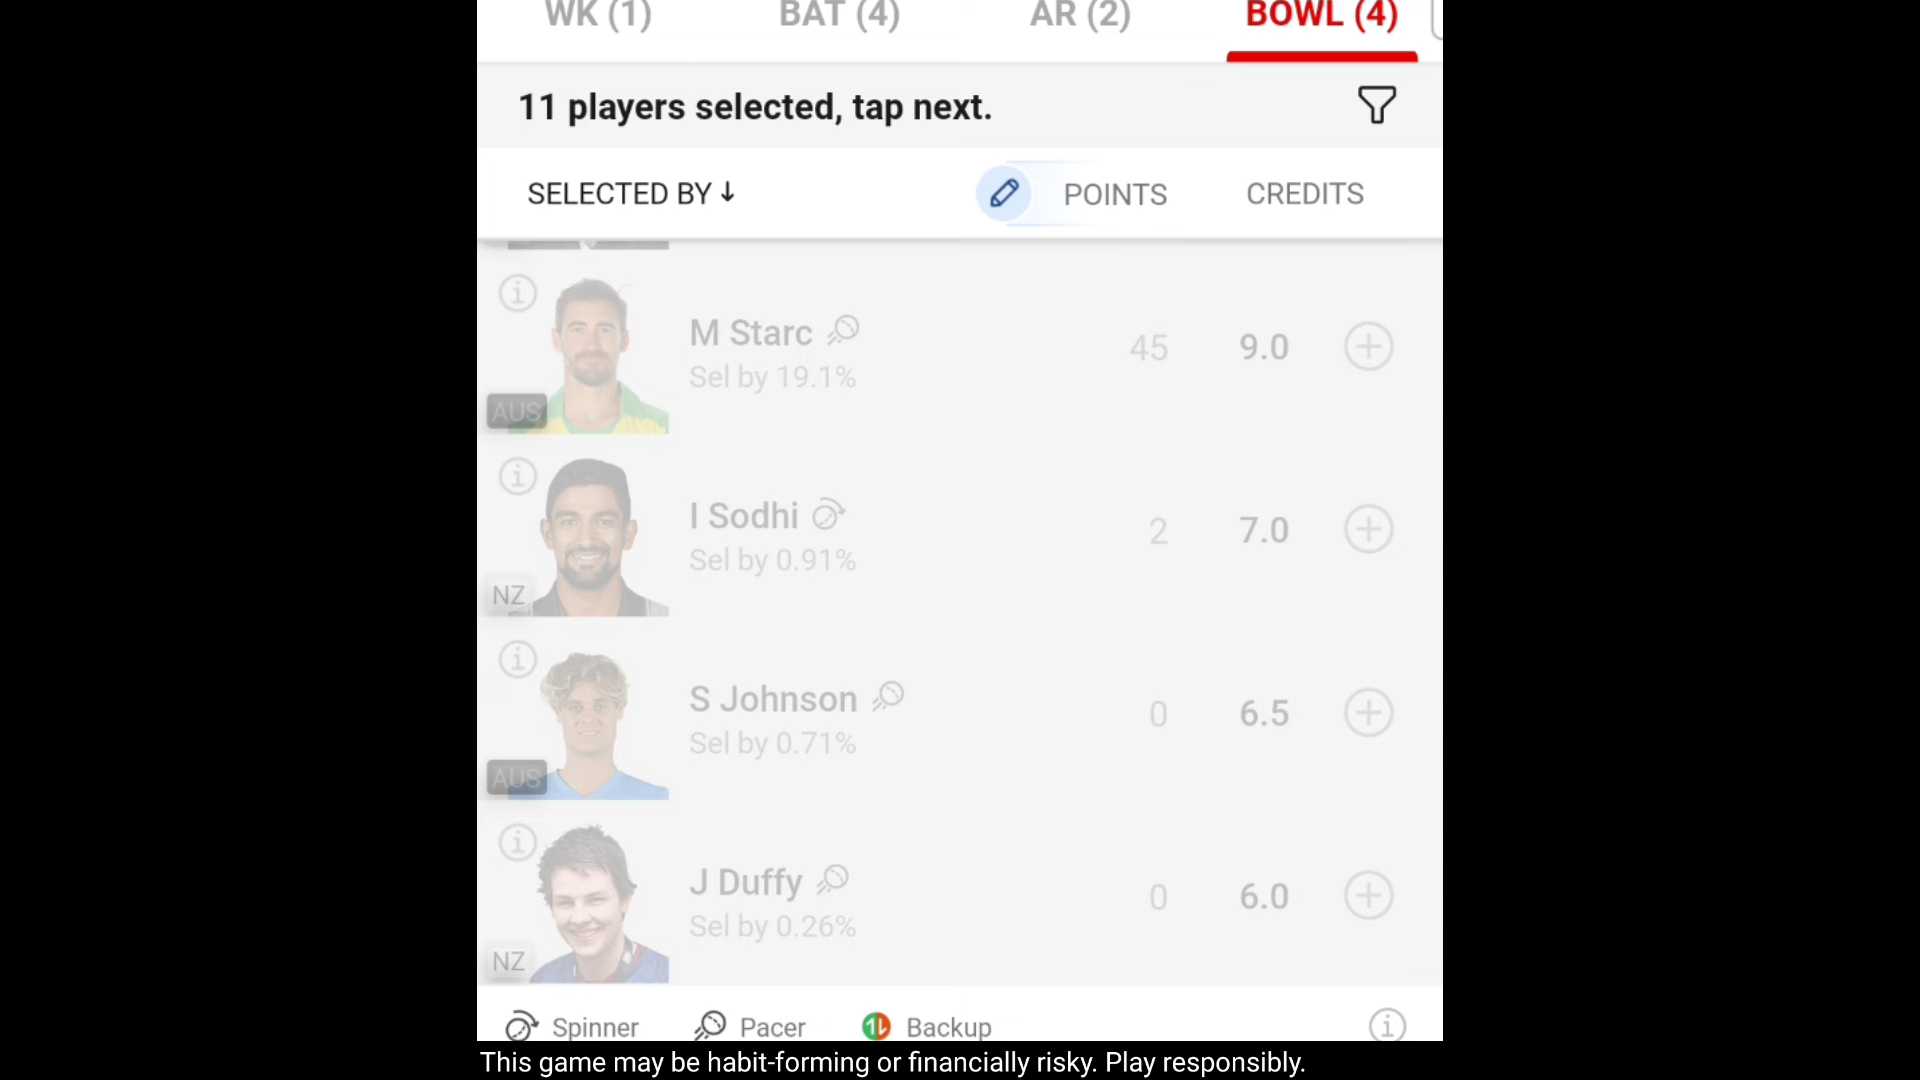 WK (1) BAT (4) AR (2) BOWL (4)
11 players selected, tap next.
SELECTED BY POINTS CREDITS
M Starc 45 9.0
Sel by 19.1%
AUS
I Sodhi 2 7.0
Sel by 0.91%
NZ
S Johnson 0 6.5
Sel by 0.71%
AUS
J Duffy 0 6.0
Sel by 0.26%
NZ
Spinner Pacer Backup
This game may be habit-forming or financially risky. Play responsibly.